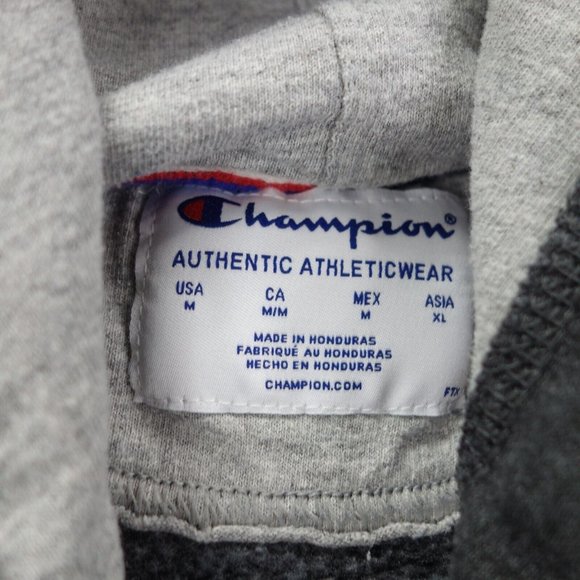 Champion®
AUTHENTIC ATHLETICWEAR
USA CA MEX ASIA
M M/M M XL
MADE IN HONDURAS
FABRIQUÉ AU HONDURAS
HECHO EN HONDURAS
CHAMPION.COM
FTX